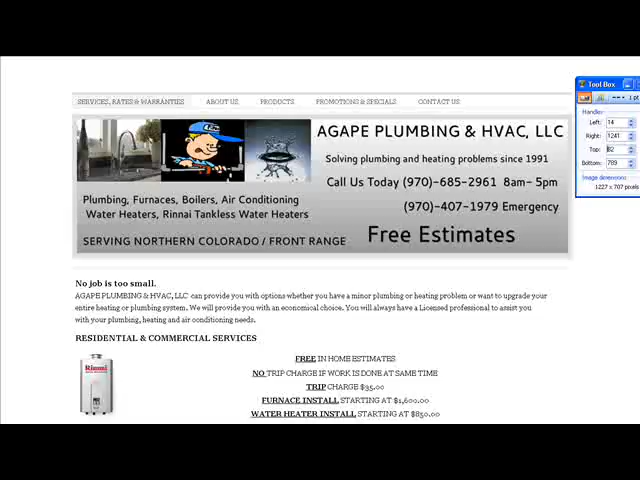 SERVICES, RATES & WARRANTIES ABOUT US PRODUCTS PROMOTIONS & SPECIALS CONTACT US
AGAPE PLUMBING & HVAC, LLC
Solving plumbing and heating problems since 1991
Call Us Today (970)-685-2961 8am- 5pm
(970)-407-1979 Emergency
Plumbing, Furnaces, Boilers, Air Conditioning
Water Heaters, Rinnai Tankless Water Heaters
SERVING NORTHERN COLORADO / FRONT RANGE
Free Estimates
No job is too small.
AGAPE PLUMBING & HVAC, LLC can provide you with options whether you have a minor plumbing or heating problem or want to upgrade your
entire heating or plumbing system. We will provide you with an economical choice. You will always have a Licensed professional to assist you
with your plumbing, heating and air conditioning needs.
RESIDENTIAL & COMMERCIAL SERVICES
Rinnai
FREE IN HOME ESTIMATES
NO TRIP CHARGE IF WORK IS DONE AT SAME TIME
TRIP CHARGE $35.00
FURNACE INSTALL STARTING AT $1,600.00
WATER HEATER INSTALL STARTING AT $850.00
Tool Box
1 pt
Handler
Left: 14
Right: 1241
Top: 82
Bottom: 789
Image dimensions
1227 x 707 pixels